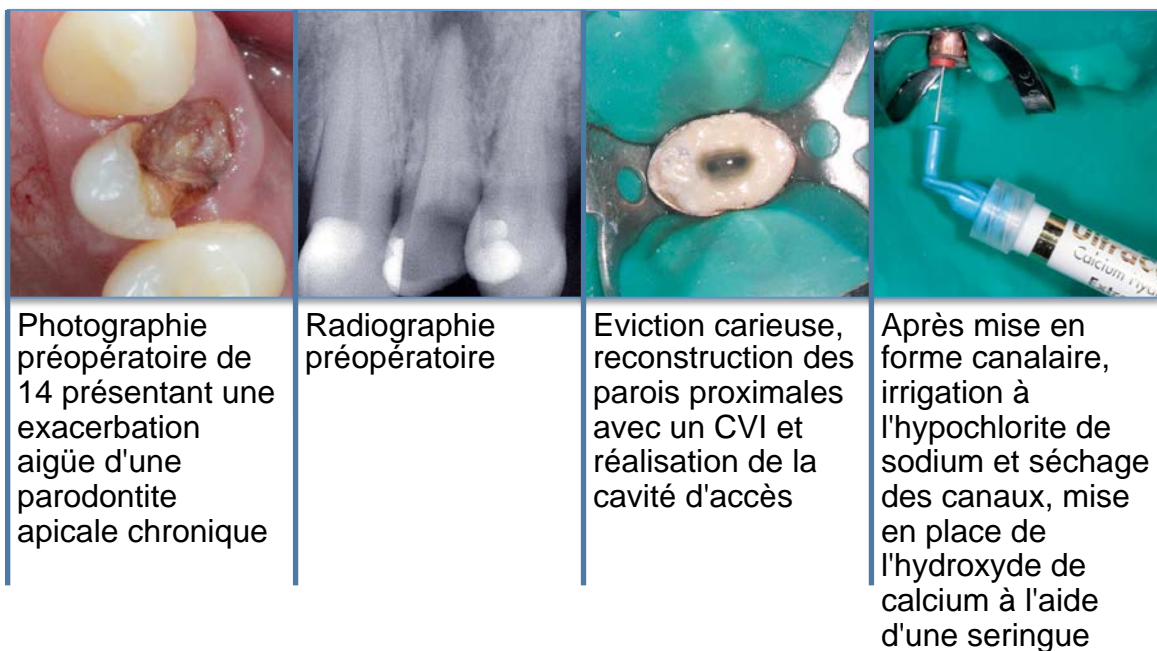 Photographie
préopératoire de
14 présentant une
exacerbation
aigüe d'une
parodontite
apicale chronique
Radiographie
préopératoire
Eviction carieuse,
reconstruction des
parois proximales
avec un CVI et
réalisation de la
cavité d'accès
Après mise en
forme canalaire,
irrigation à
l'hypochlorite de
sodium et séchage
des canaux, mise
en place de
l'hydroxyde de
calcium à l'aide
d'une seringue
Calcium